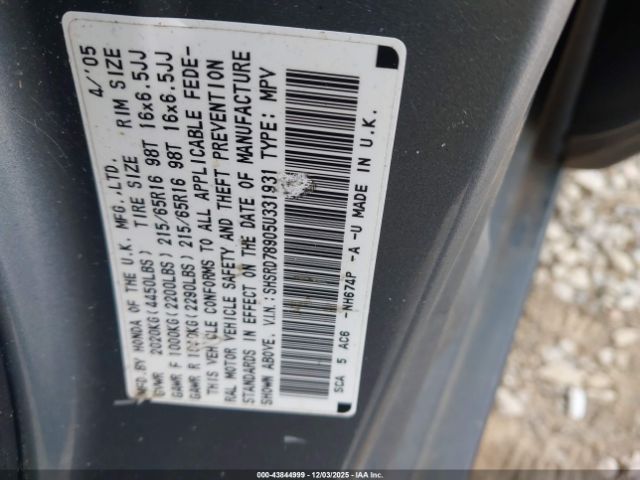 MFD. BY HONDA OF THE U.K. MFG.,LTD. 4/'05
GVWR 2020KG(4450LBS) TIRE SIZE RIM SIZE
GAWR F 1000KG(2200LBS) 215/65R16 98T 16x6.5JJ
GAWR R KG(2290LBS) 215/65R16 98T 16x6.5JJ
THIS VEHICLE CONFORMS TO ALL APPLICABLE FEDE-
RAL MOTOR VEHICLE SAFETY AND THEFT PREVENTION
STANDARDS IN EFFECT ON THE DATE OF MANUFACTURE
SHOWN ABOVE. V.I.N.:SHSRD78905U331931 TYPE: MPV
SCA 5 AC6 -NH674P -A -U MADE IN U.K.
00-43844999 - 12/03/2025 - IAA Inc.